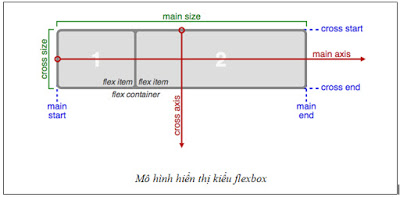 main size
cross start
cross size
1
2
main axis
flex item
flex item
cross end
flex container
main
start
cross axis
main
end
Mô hình hiển thị kiểu flexbox